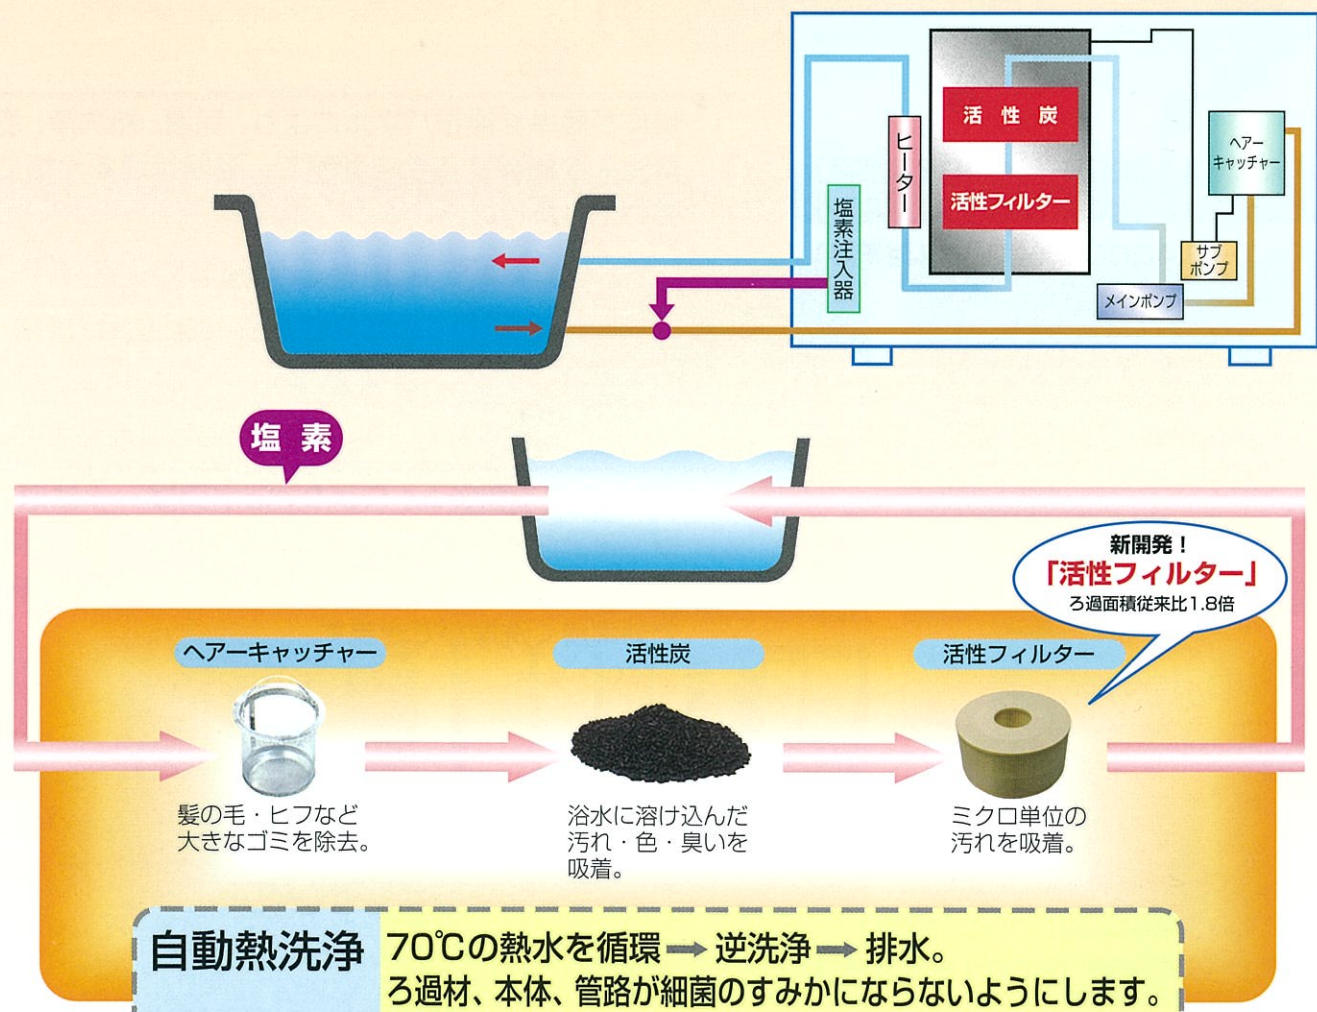 活性炭
活性フィルター
ヒーター
塩素注入器
ヘアー
キャッチャー
サブ
ポンプ
メインポンプ
塩素
新開発！
「活性フィルター」
ろ過面積従来比1.8倍
ヘアーキャッチャー
活性炭
活性フィルター
髪の毛・ヒフなど
大きなゴミを除去。
浴水に溶け込んだ
汚れ・色・臭いを
吸着。
ミクロ単位の
汚れを吸着。
自動熱洗浄
70℃の熱水を循環➡逆洗浄➡排水。
ろ過材、本体、管路が細菌のすみかにならないようにします。